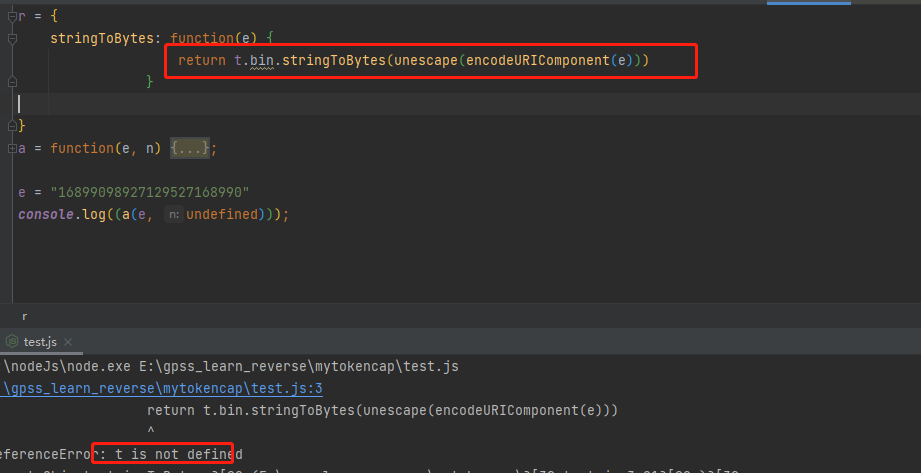 r = {
stringToBytes: function(e) {
return t.bin.stringToBytes(unescape(encodeURIComponent(e)))
}
}
a = function(e, n) {...};
e = "16899098927129527168990"
console.log((a(e, n: undefined)));
r
test.js
\nodeJs\node.exe E:\gpss_learn_reverse\mytokencap\test.js
\gpss_learn_reverse\mytokencap\test.js:3
return t.bin.stringToBytes(unescape(encodeURIComponent(e)))
^
eferenceError: t is not defined